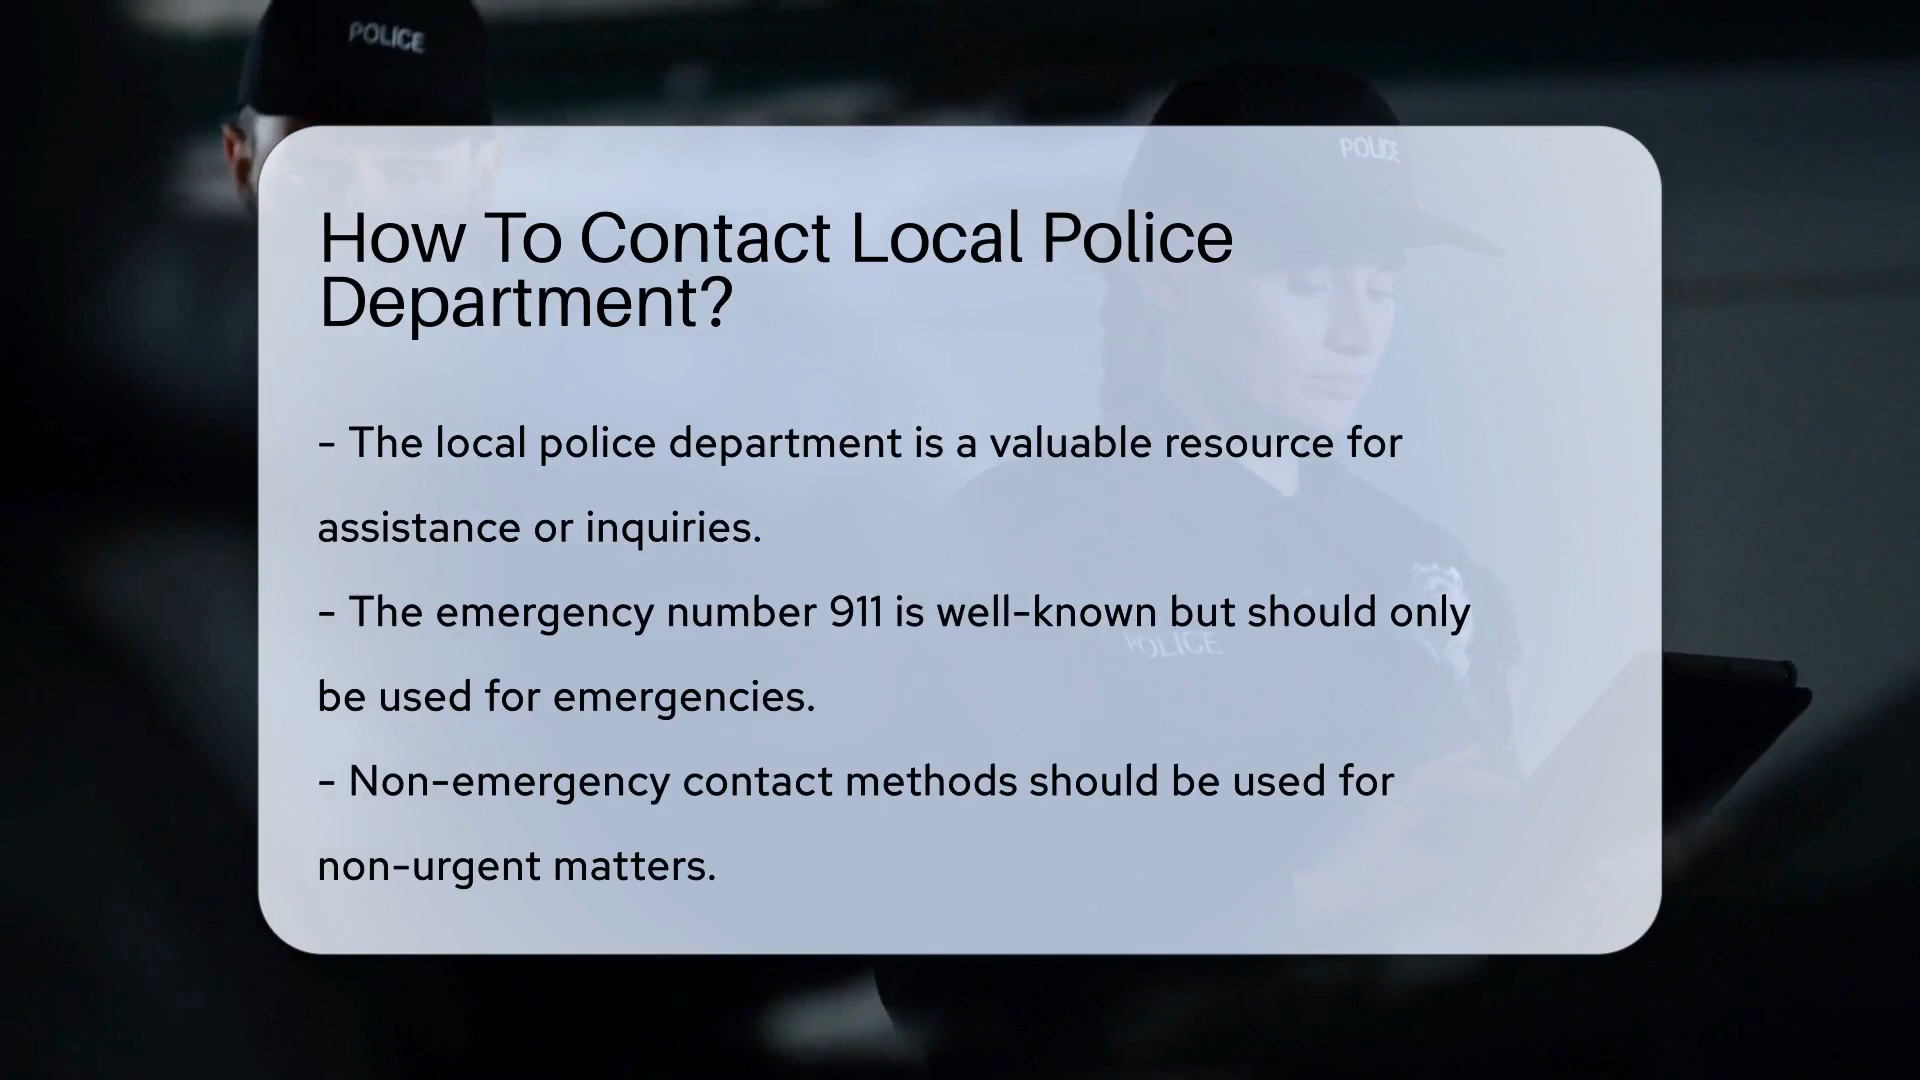 POLICE
POLICE
How To Contact Local Police
Department?
- The local police department is a valuable resource for
assistance or inquiries.
- The emergency number 911 is well-known but should only
be used for emergencies.
POLICE
- Non-emergency contact methods should be used for
non-urgent matters.